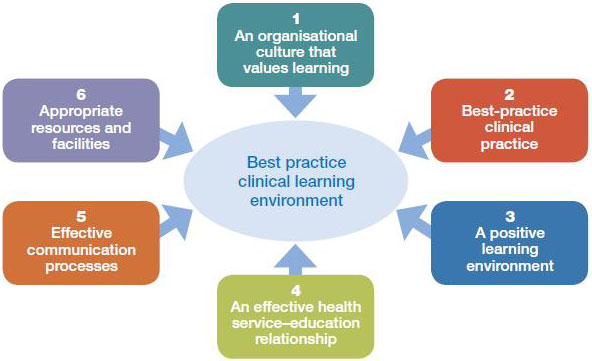 1
An organisational
culture that
values learning
2
Best-practice
clinical
practice
3
A positive
learning
environment
4
An effective health
service–education
relationship
5
Effective
communication
processes
6
Appropriate
resources and
facilities
Best practice
clinical learning
environment